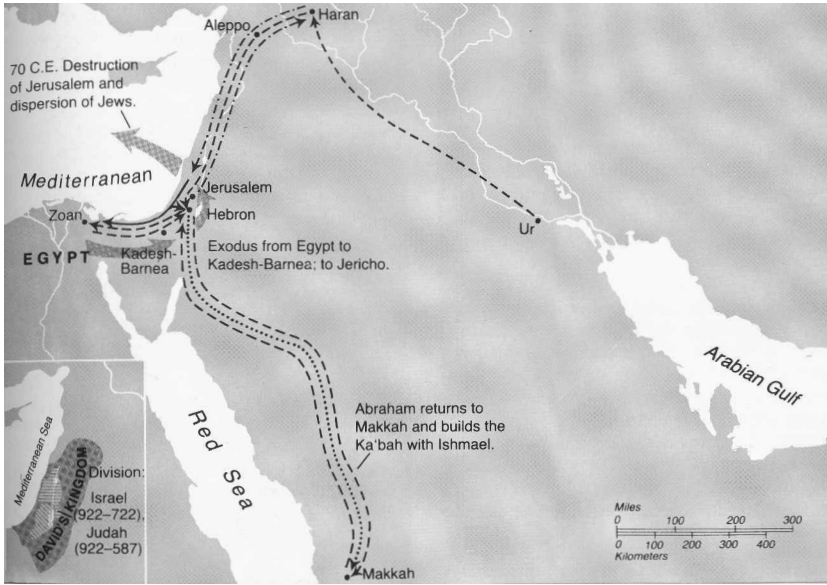 Aleppo
Haran
70 C.E. Destruction
of Jerusalem and
dispersion of Jews.
Mediterranean
Jerusalem
Zoan
Hebron
Ur
EGYPT
Kadesh-
Barnea
Exodus from Egypt to
Kadesh-Barnea; to Jericho.
Arabian Gulf
Red Sea
Abraham returns to
Makkah and builds the
Ka'bah with Ishmael.
Mediterranean Sea
DAVID'S KINGDOM
Division:
Israel
(922–722),
Judah
(922–587)
Miles
0 100 200 300
0 100 200 300 400
Kilometers
Makkah